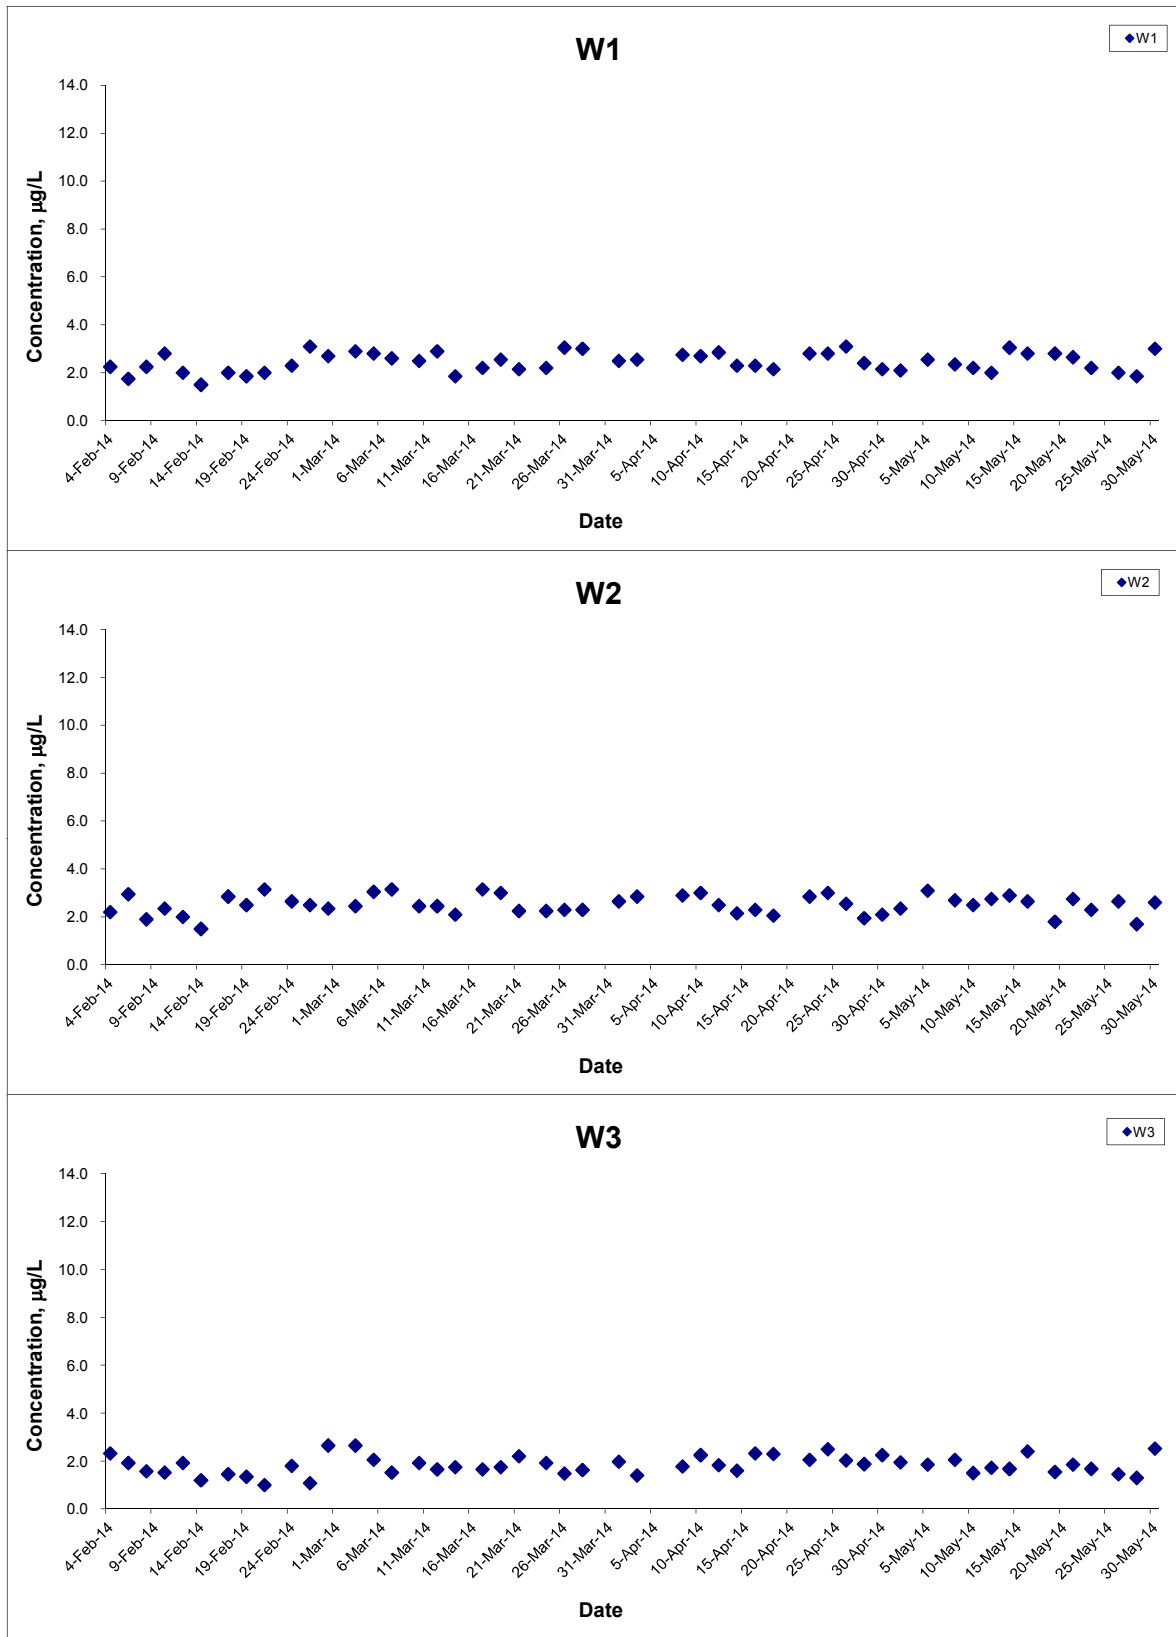 W1
W1
14.0
12.0
10.0
8.0
6.0
4.0
2.0
0.0
Concentration, µg/L
4-Feb-14
9-Feb-14
14-Feb-14
19-Feb-14
24-Feb-14
1-Mar-14
6-Mar-14
11-Mar-14
16-Mar-14
21-Mar-14
26-Mar-14
31-Mar-14
5-Apr-14
10-Apr-14
15-Apr-14
20-Apr-14
25-Apr-14
30-Apr-14
5-May-14
10-May-14
15-May-14
20-May-14
25-May-14
30-May-14
Date
W2
W2
14.0
12.0
10.0
8.0
6.0
4.0
2.0
0.0
Concentration, µg/L
4-Feb-14
9-Feb-14
14-Feb-14
19-Feb-14
24-Feb-14
1-Mar-14
6-Mar-14
11-Mar-14
16-Mar-14
21-Mar-14
26-Mar-14
31-Mar-14
5-Apr-14
10-Apr-14
15-Apr-14
20-Apr-14
25-Apr-14
30-Apr-14
5-May-14
10-May-14
15-May-14
20-May-14
25-May-14
30-May-14
Date
W3
W3
14.0
12.0
10.0
8.0
6.0
4.0
2.0
0.0
Concentration, µg/L
4-Feb-14
9-Feb-14
14-Feb-14
19-Feb-14
24-Feb-14
1-Mar-14
6-Mar-14
11-Mar-14
16-Mar-14
21-Mar-14
26-Mar-14
31-Mar-14
5-Apr-14
10-Apr-14
15-Apr-14
20-Apr-14
25-Apr-14
30-Apr-14
5-May-14
10-May-14
15-May-14
20-May-14
25-May-14
30-May-14
Date